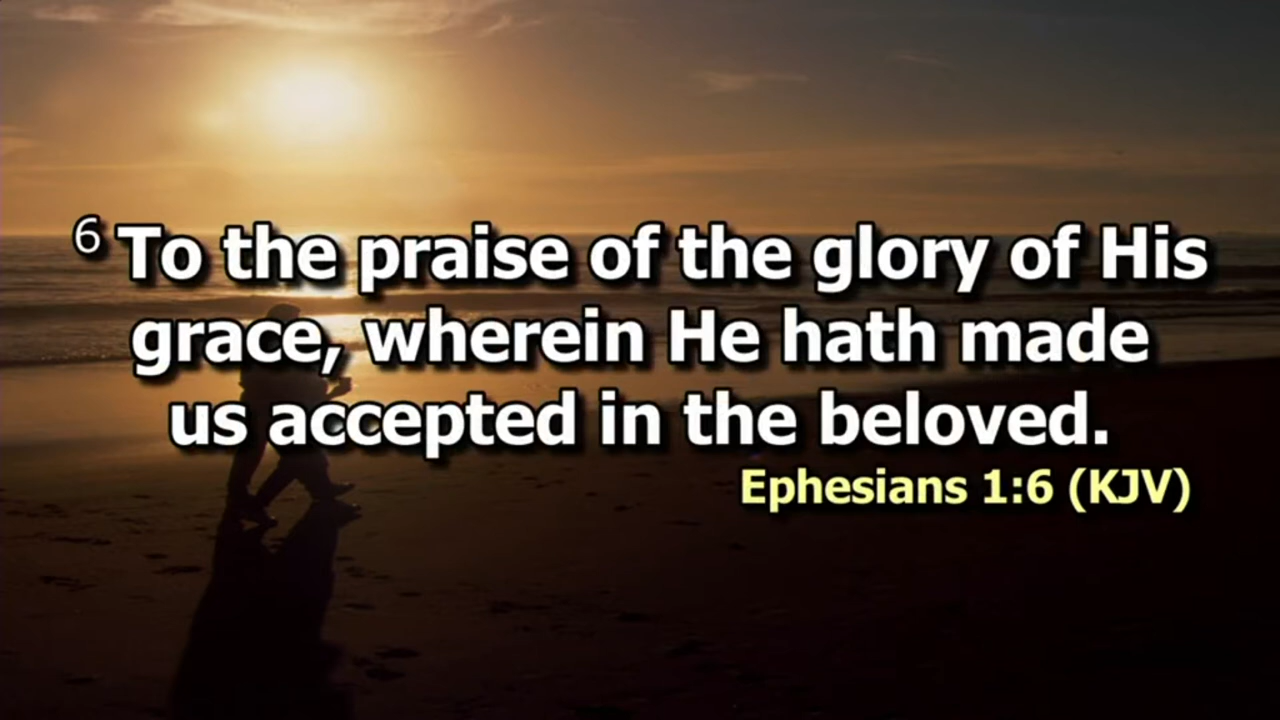 6 To the praise of the glory of His
grace, wherein He hath made
us accepted in the beloved.
Ephesians 1:6 (KJV)